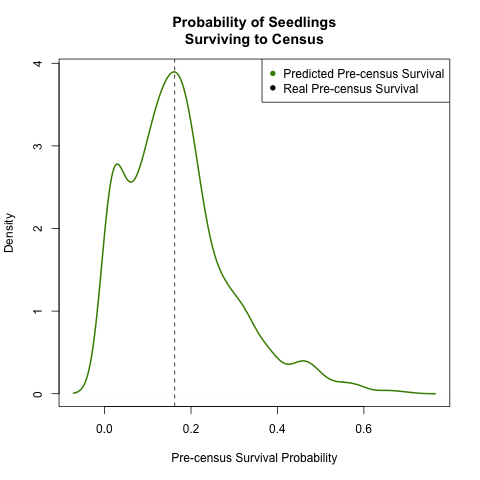 Probability of Seedlings
Surviving to Census
Predicted Pre-census Survival
Real Pre-census Survival
Density
4
3
2
1
0
0.0 0.2 0.4 0.6
Pre-census Survival Probability